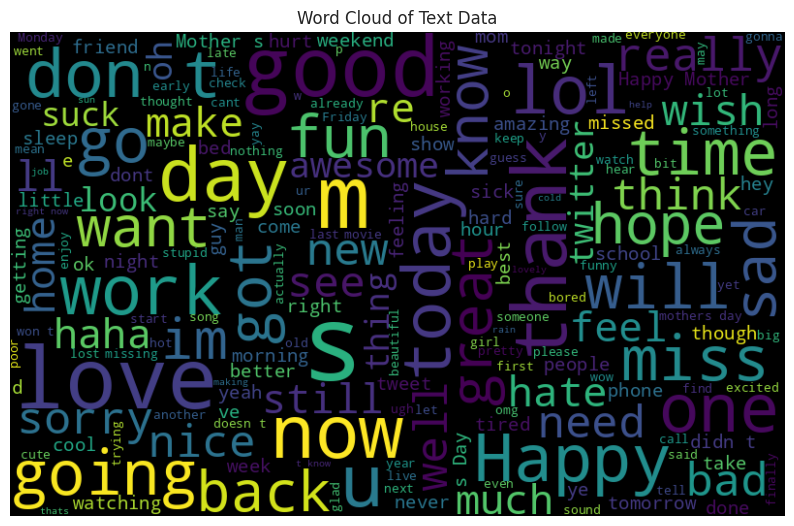 Word Cloud of Text Data
went
Monday
friend
oh
Mother s
hurt
weekend
good
mom
tonight
way
made
everyone
gonna
may
really
don t
late
life
check
n
p
working
know
lol
Happy Mother
left
lot
long
suck
make
thought
early
cant
already
re
o
y
missed
something
wish
gone
sun
yay
w
Friday
fun
house
show
amazing
keep
help
go
maybe
nothing
guess
watch
bit
time
mean
sleep
e
bed
ur
awesome
thank
twitter
hear
ll
job
dont
day
m
feeling
sick
sure
think
hey
little
look
say
soon
hard
cold
hope
right now
guy
man
come
last movie
hour
follow
school
car
getting
home
want
enjoy
new
best
funny
always
sad
ok
night
stupid
actually
today
great
play
lovely
will
yet
work
got
see
thing
bored
start
song
right
beautiful
someone
mothers day
haha
won t
im
s
old
rain
feel
though
big
poor
hot
morning
girl
pretty
please
miss
lost
missing
better
first
people
wow
d
love
making
yeah
tweet
well
hate
phone
find
excited
sorry
another
ve
still
ugh
let
omg
need
one
cool
nice
doesn t
tired
didn t
call
said
cute
trying
now
year
s Day
Happy
take
bad
going
week
t know
live
u
even
tell
finally
back
glad
next
never
much
ye
watching
thats
sound
tomorrow
done